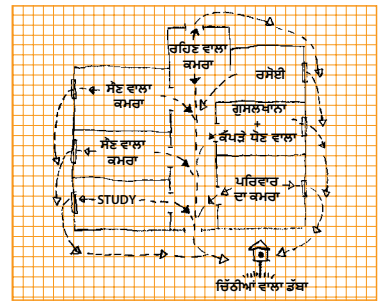 ਰਹਿਣ ਵਾਲਾ
ਕਮਰਾ
ਰਸੋਈ
ਸੌਣ ਵਾਲਾ
ਕਮਰਾ
ਗੁਸਲਖਾਨਾ
+
ਕੱਪੜੇ ਧੋਣ ਵਾਲਾ
ਸੌਣ ਵਾਲਾ
ਕਮਰਾ
ਪਰਿਵਾਰ
ਦਾ ਕਮਰਾ
STUDY
ਚਿੱਠੀਆਂ ਵਾਲਾ ਡੱਬਾ